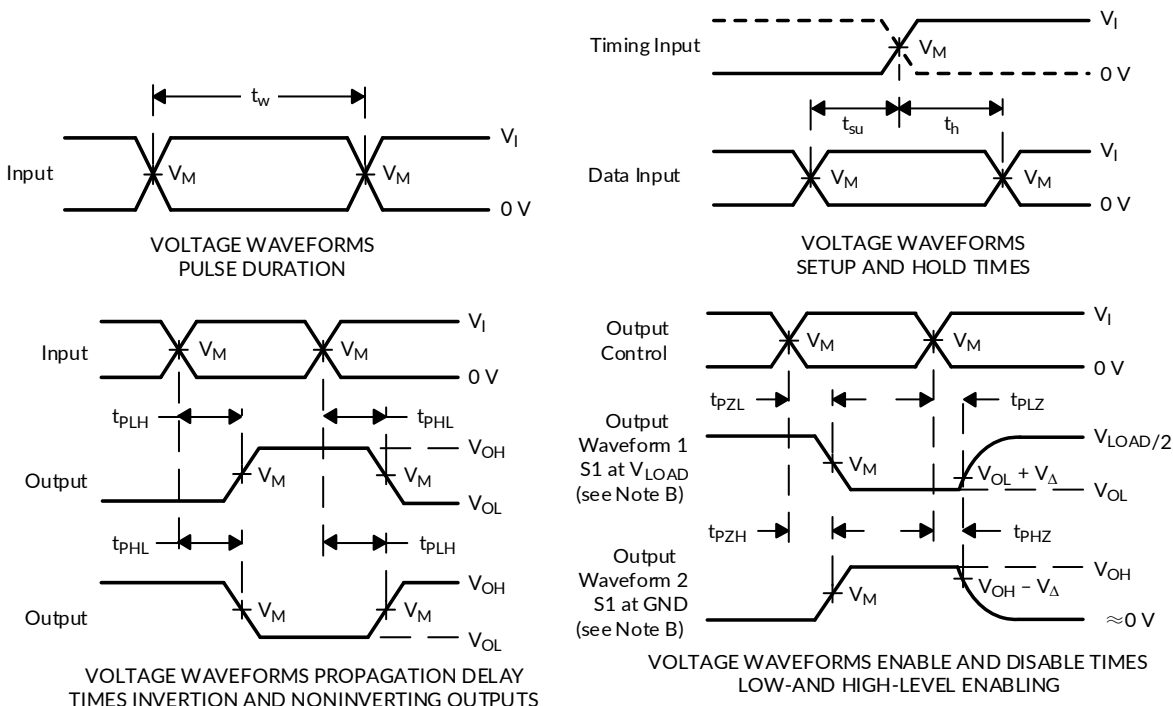 t_w
V_I
Input
V_M
V_M
0 V
VOLTAGE WAVEFORMS
PULSE DURATION
Timing Input
V_I
V_M
0 V
t_su
t_h
Data Input
V_I
V_M
V_M
0 V
VOLTAGE WAVEFORMS
SETUP AND HOLD TIMES
Input
V_I
V_M
V_M
0 V
t_PLH
t_PHL
Output
V_OH
V_M
V_M
V_OL
t_PHL
t_PLH
Output
V_OH
V_M
V_M
V_OL
VOLTAGE WAVEFORMS PROPAGATION DELAY
TIMES INVERTION AND NONINVERTING OUTPUTS
Output
Control
V_I
V_M
V_M
0 V
t_PZL
t_PLZ
Output
Waveform 1
S1 at V_LOAD
(see Note B)
V_LOAD/2
V_M
V_OL + V_Δ
V_OL
t_PZH
t_PHZ
Output
Waveform 2
S1 at GND
(see Note B)
V_OH
V_M
V_OH – V_Δ
≈0 V
VOLTAGE WAVEFORMS ENABLE AND DISABLE TIMES
LOW-AND HIGH-LEVEL ENABLING